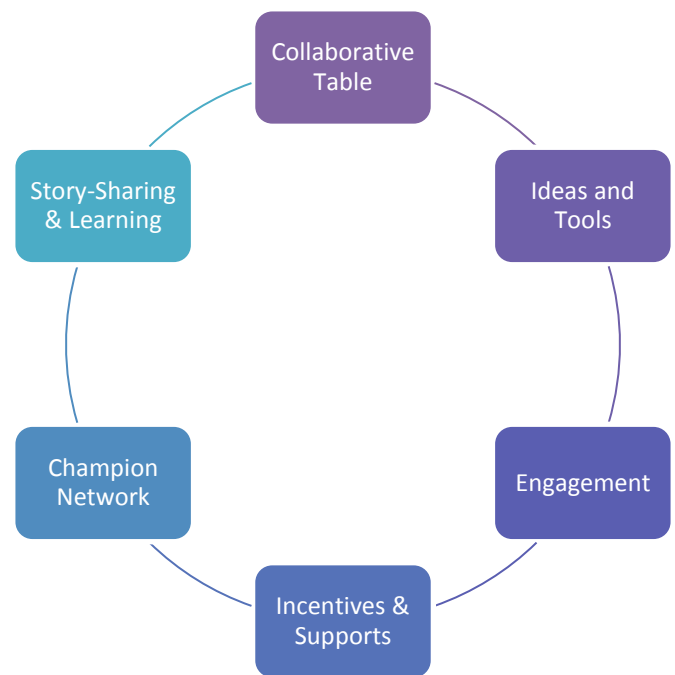 Collaborative
Table
Ideas and
Tools
Engagement
Incentives &
Supports
Champion
Network
Story-Sharing
& Learning